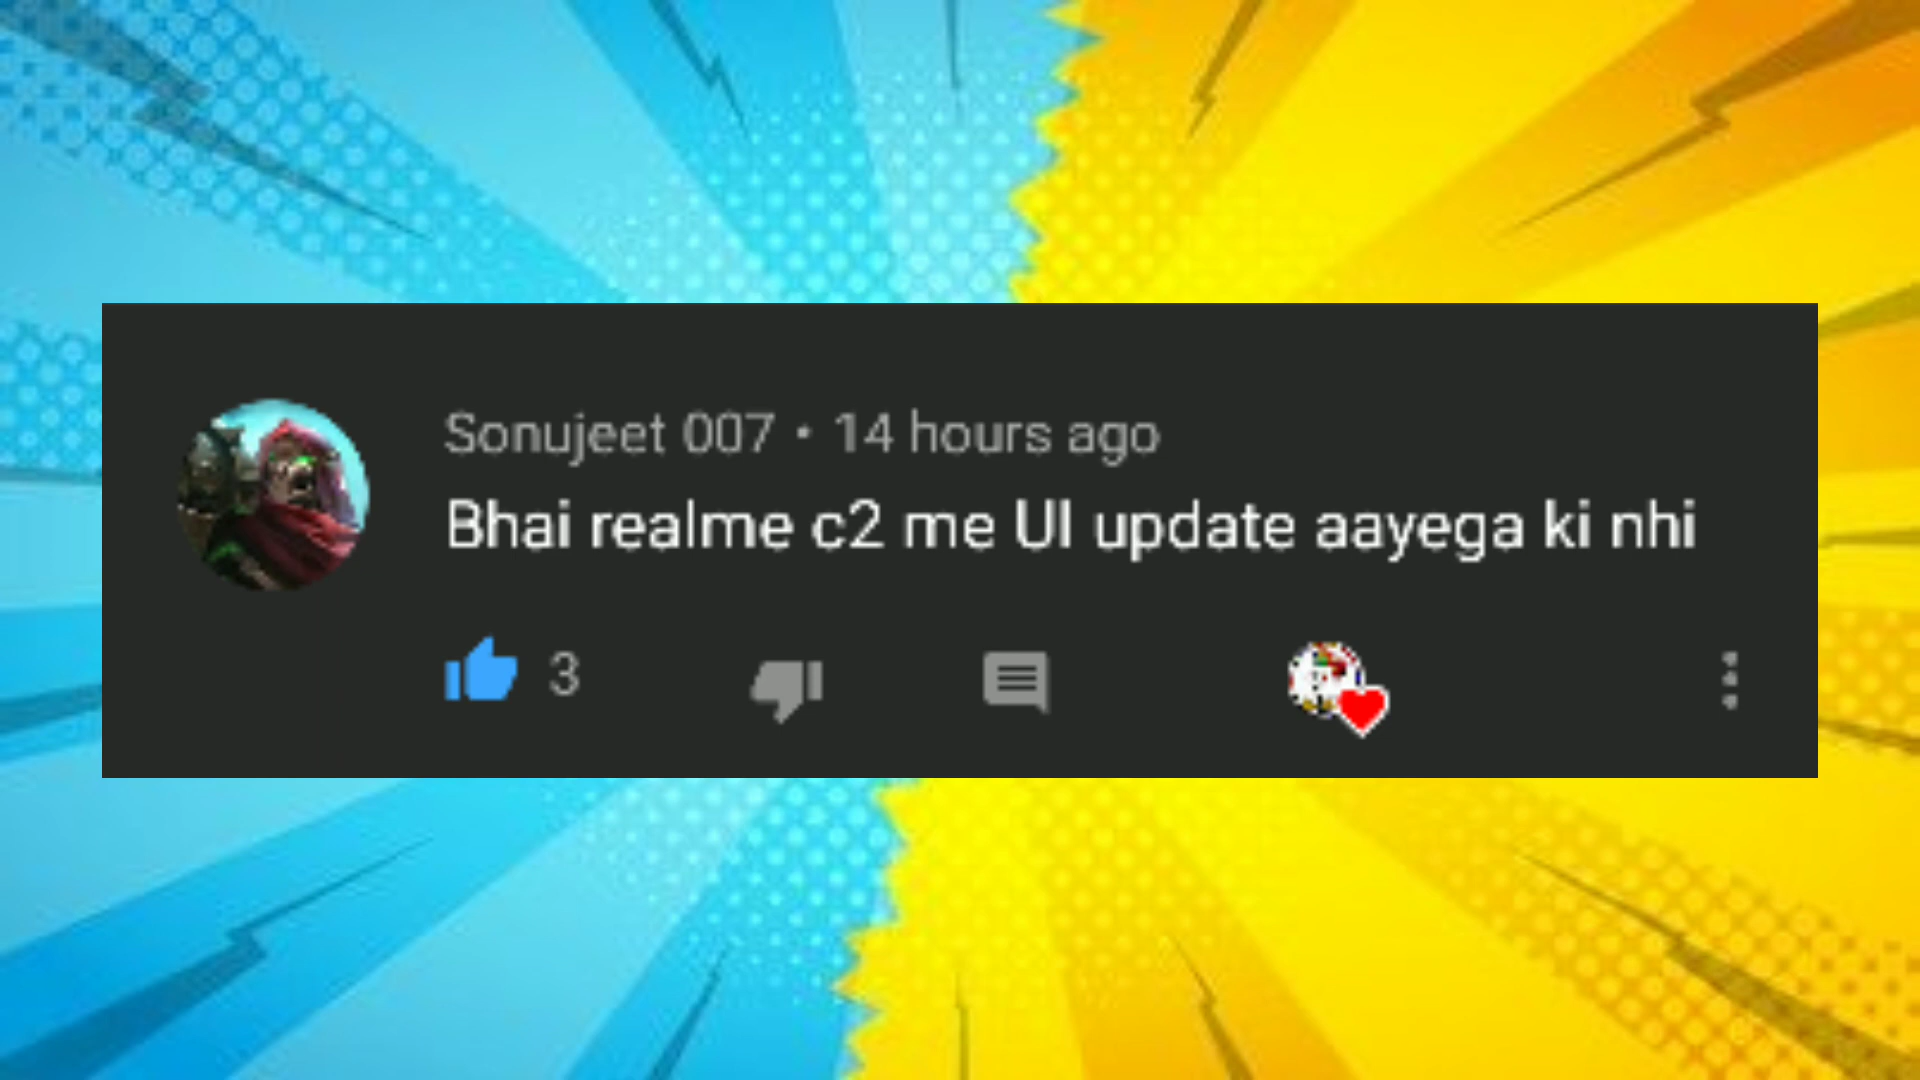 Sonujeet 007 • 14 hours ago
Bhai realme c2 me UI update aayega ki nhi
3